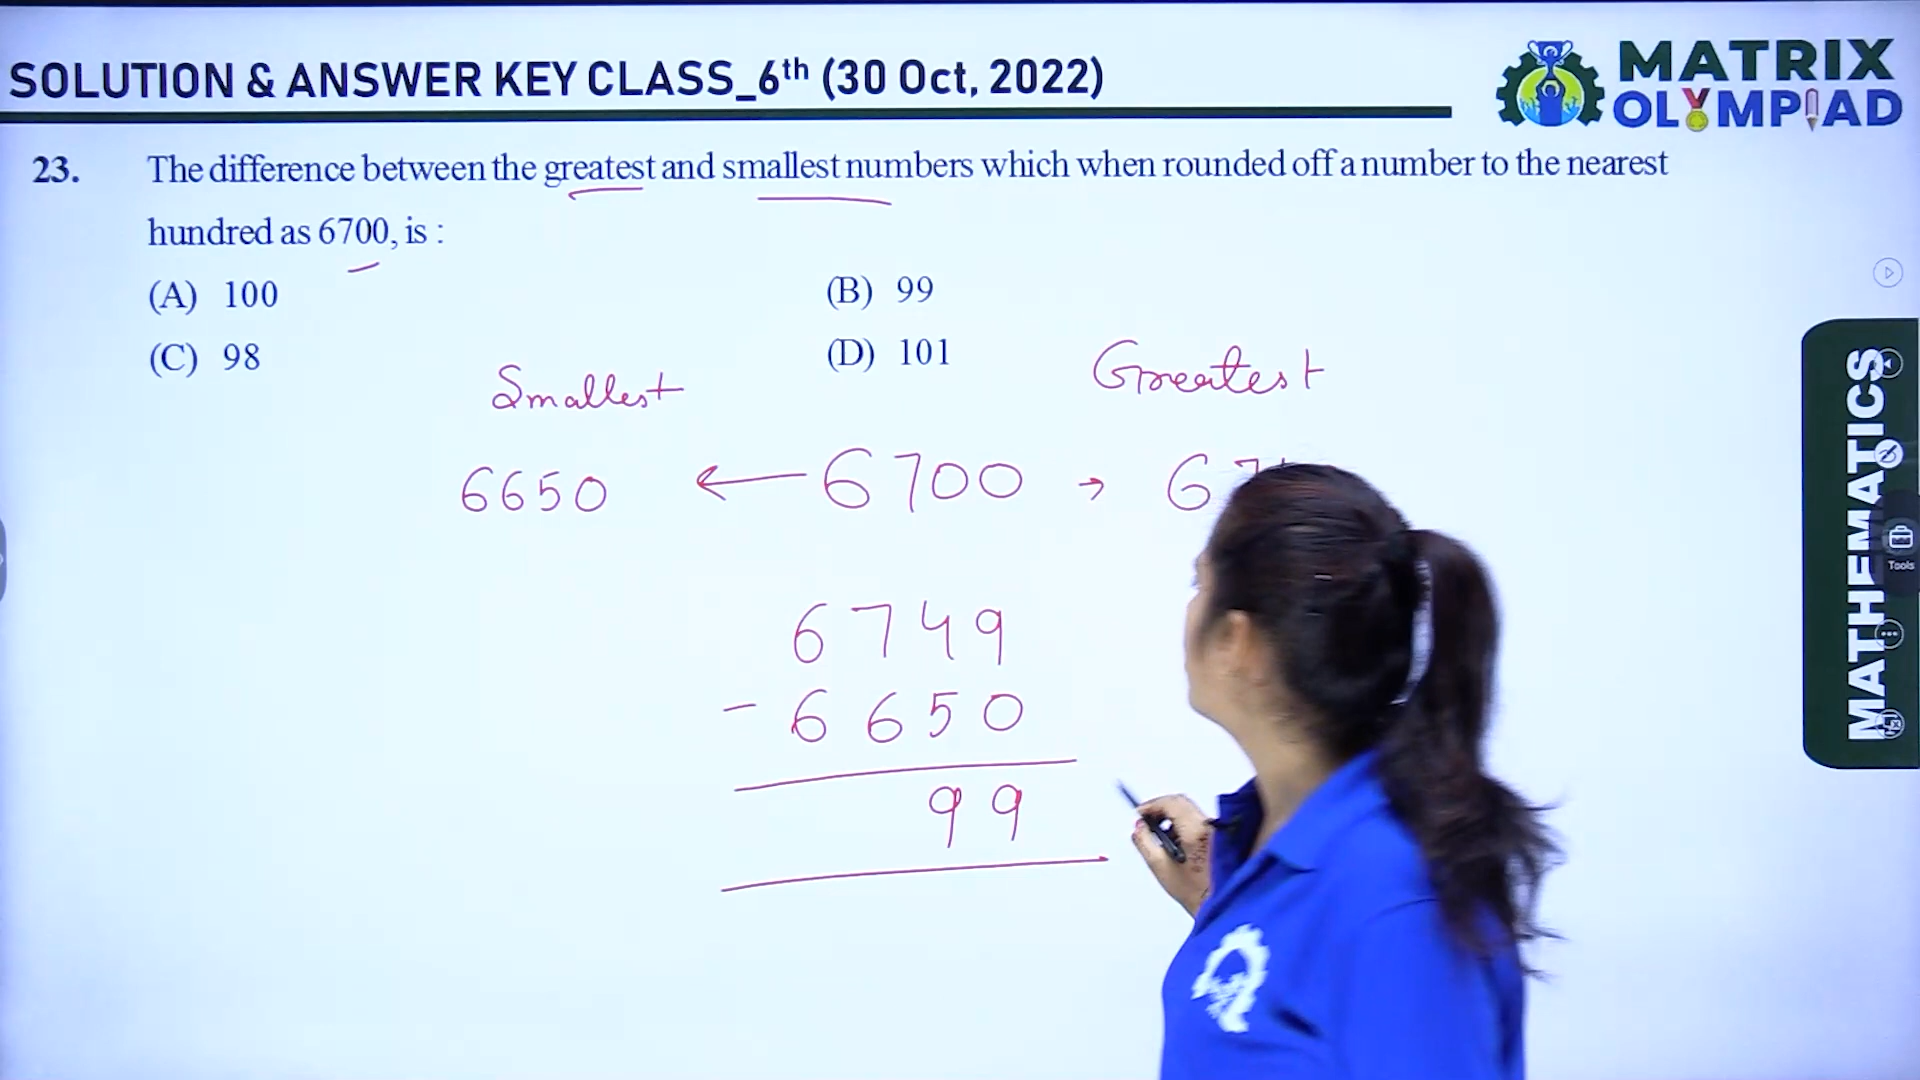 SOLUTION & ANSWER KEY CLASS_6th (30 Oct, 2022)
MATRIX
OLYMPIAD
23. The difference between the greatest and smallest numbers which when rounded off a number to the nearest
hundred as 6700, is :
(A) 100 (B) 99
(C) 98 (D) 101
Smallest Greatest
6650 ← 6700 → 67
6749
- 6650
99
MATHEMATICS
Tools